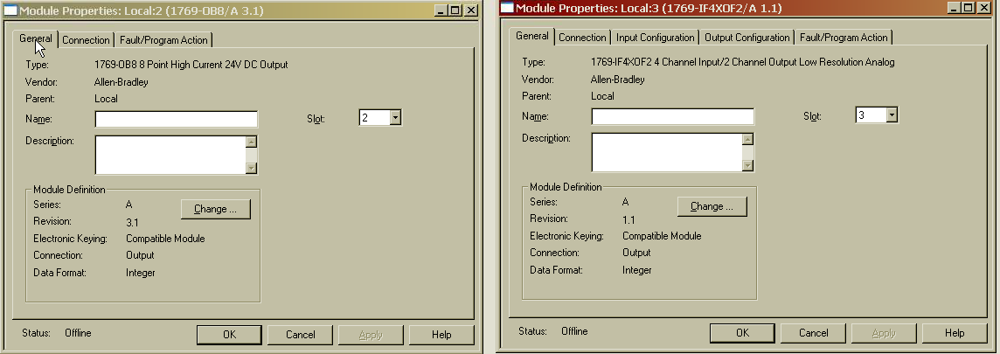 Module Properties: Local:2 (1769-OB8/A 3.1)
General Connection Fault/Program Action
Type: 1769-OB8 8 Point High Current 24V DC Output
Vendor: Allen-Bradley
Parent: Local
Name: Slot: 2
Description:
Module Definition
Series: A Change ...
Revision: 3.1
Electronic Keying: Compatible Module
Connection: Output
Data Format: Integer
Status: Offline OK Cancel Apply Help
Module Properties: Local:3 (1769-IF4XOF2/A 1.1)
General Connection Input Configuration Output Configuration Fault/Program Action
Type: 1769-IF4XOF2 4 Channel Input/2 Channel Output Low Resolution Analog
Vendor: Allen-Bradley
Parent: Local
Name: Slot: 3
Description:
Module Definition
Series: A Change ...
Revision: 1.1
Electronic Keying: Compatible Module
Connection: Output
Data Format: Integer
Status: Offline OK Cancel Apply Help